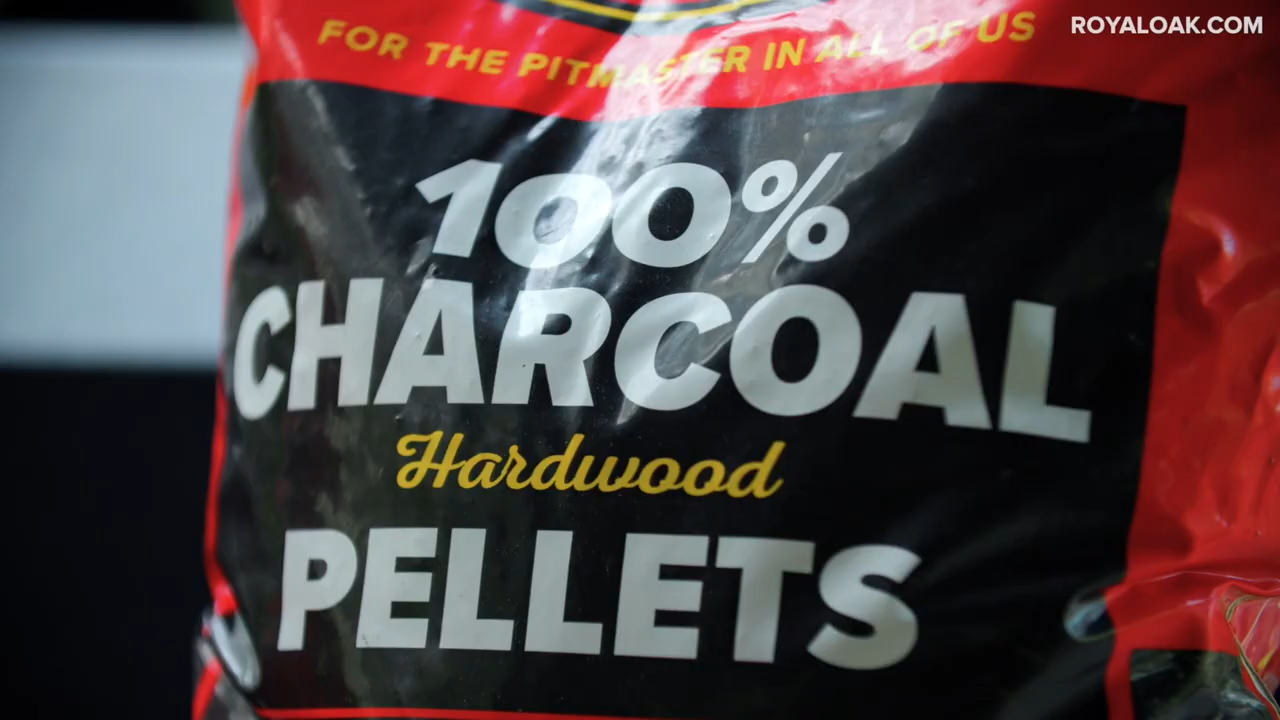 ROYALOAK.COM
FOR THE PITMASTER IN ALL OF US
100%
CHARCOAL
Hardwood
PELLETS